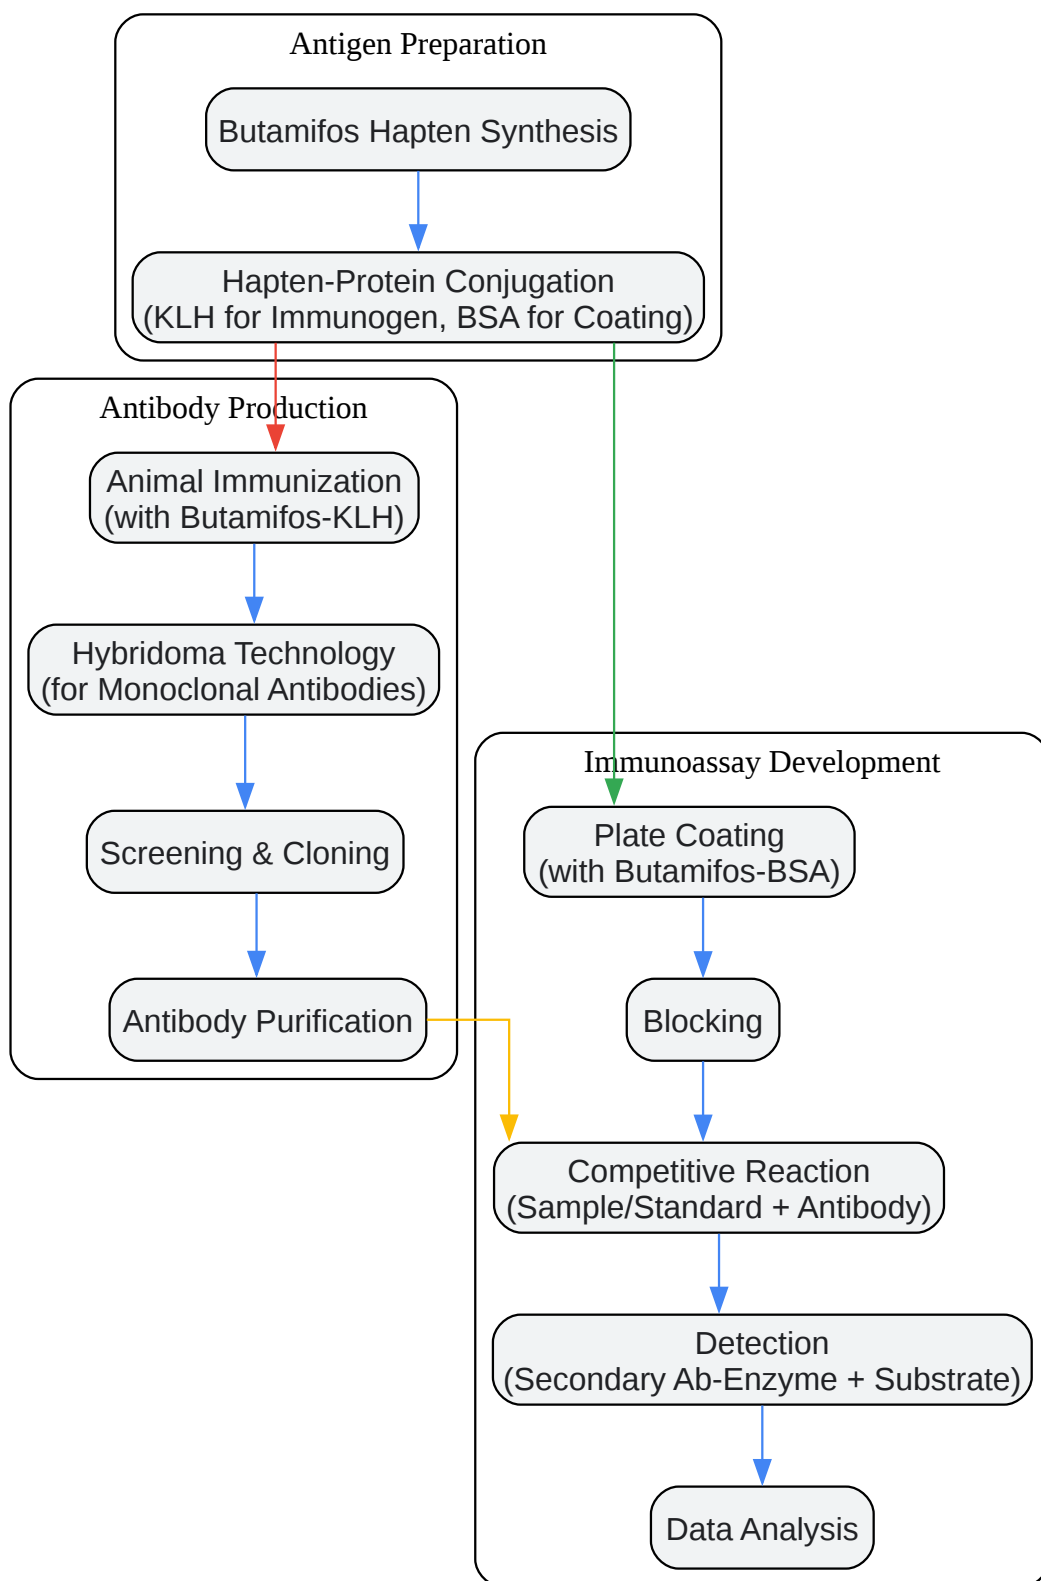 Antigen Preparation
Butamifos Hapten Synthesis
Hapten-Protein Conjugation
(KLH for Immunogen, BSA for Coating)
Antibody Production
Animal Immunization
(with Butamifos-KLH)
Hybridoma Technology
(for Monoclonal Antibodies)
Screening & Cloning
Antibody Purification
Immunoassay Development
Plate Coating
(with Butamifos-BSA)
Blocking
Competitive Reaction
(Sample/Standard + Antibody)
Detection
(Secondary Ab-Enzyme + Substrate)
Data Analysis